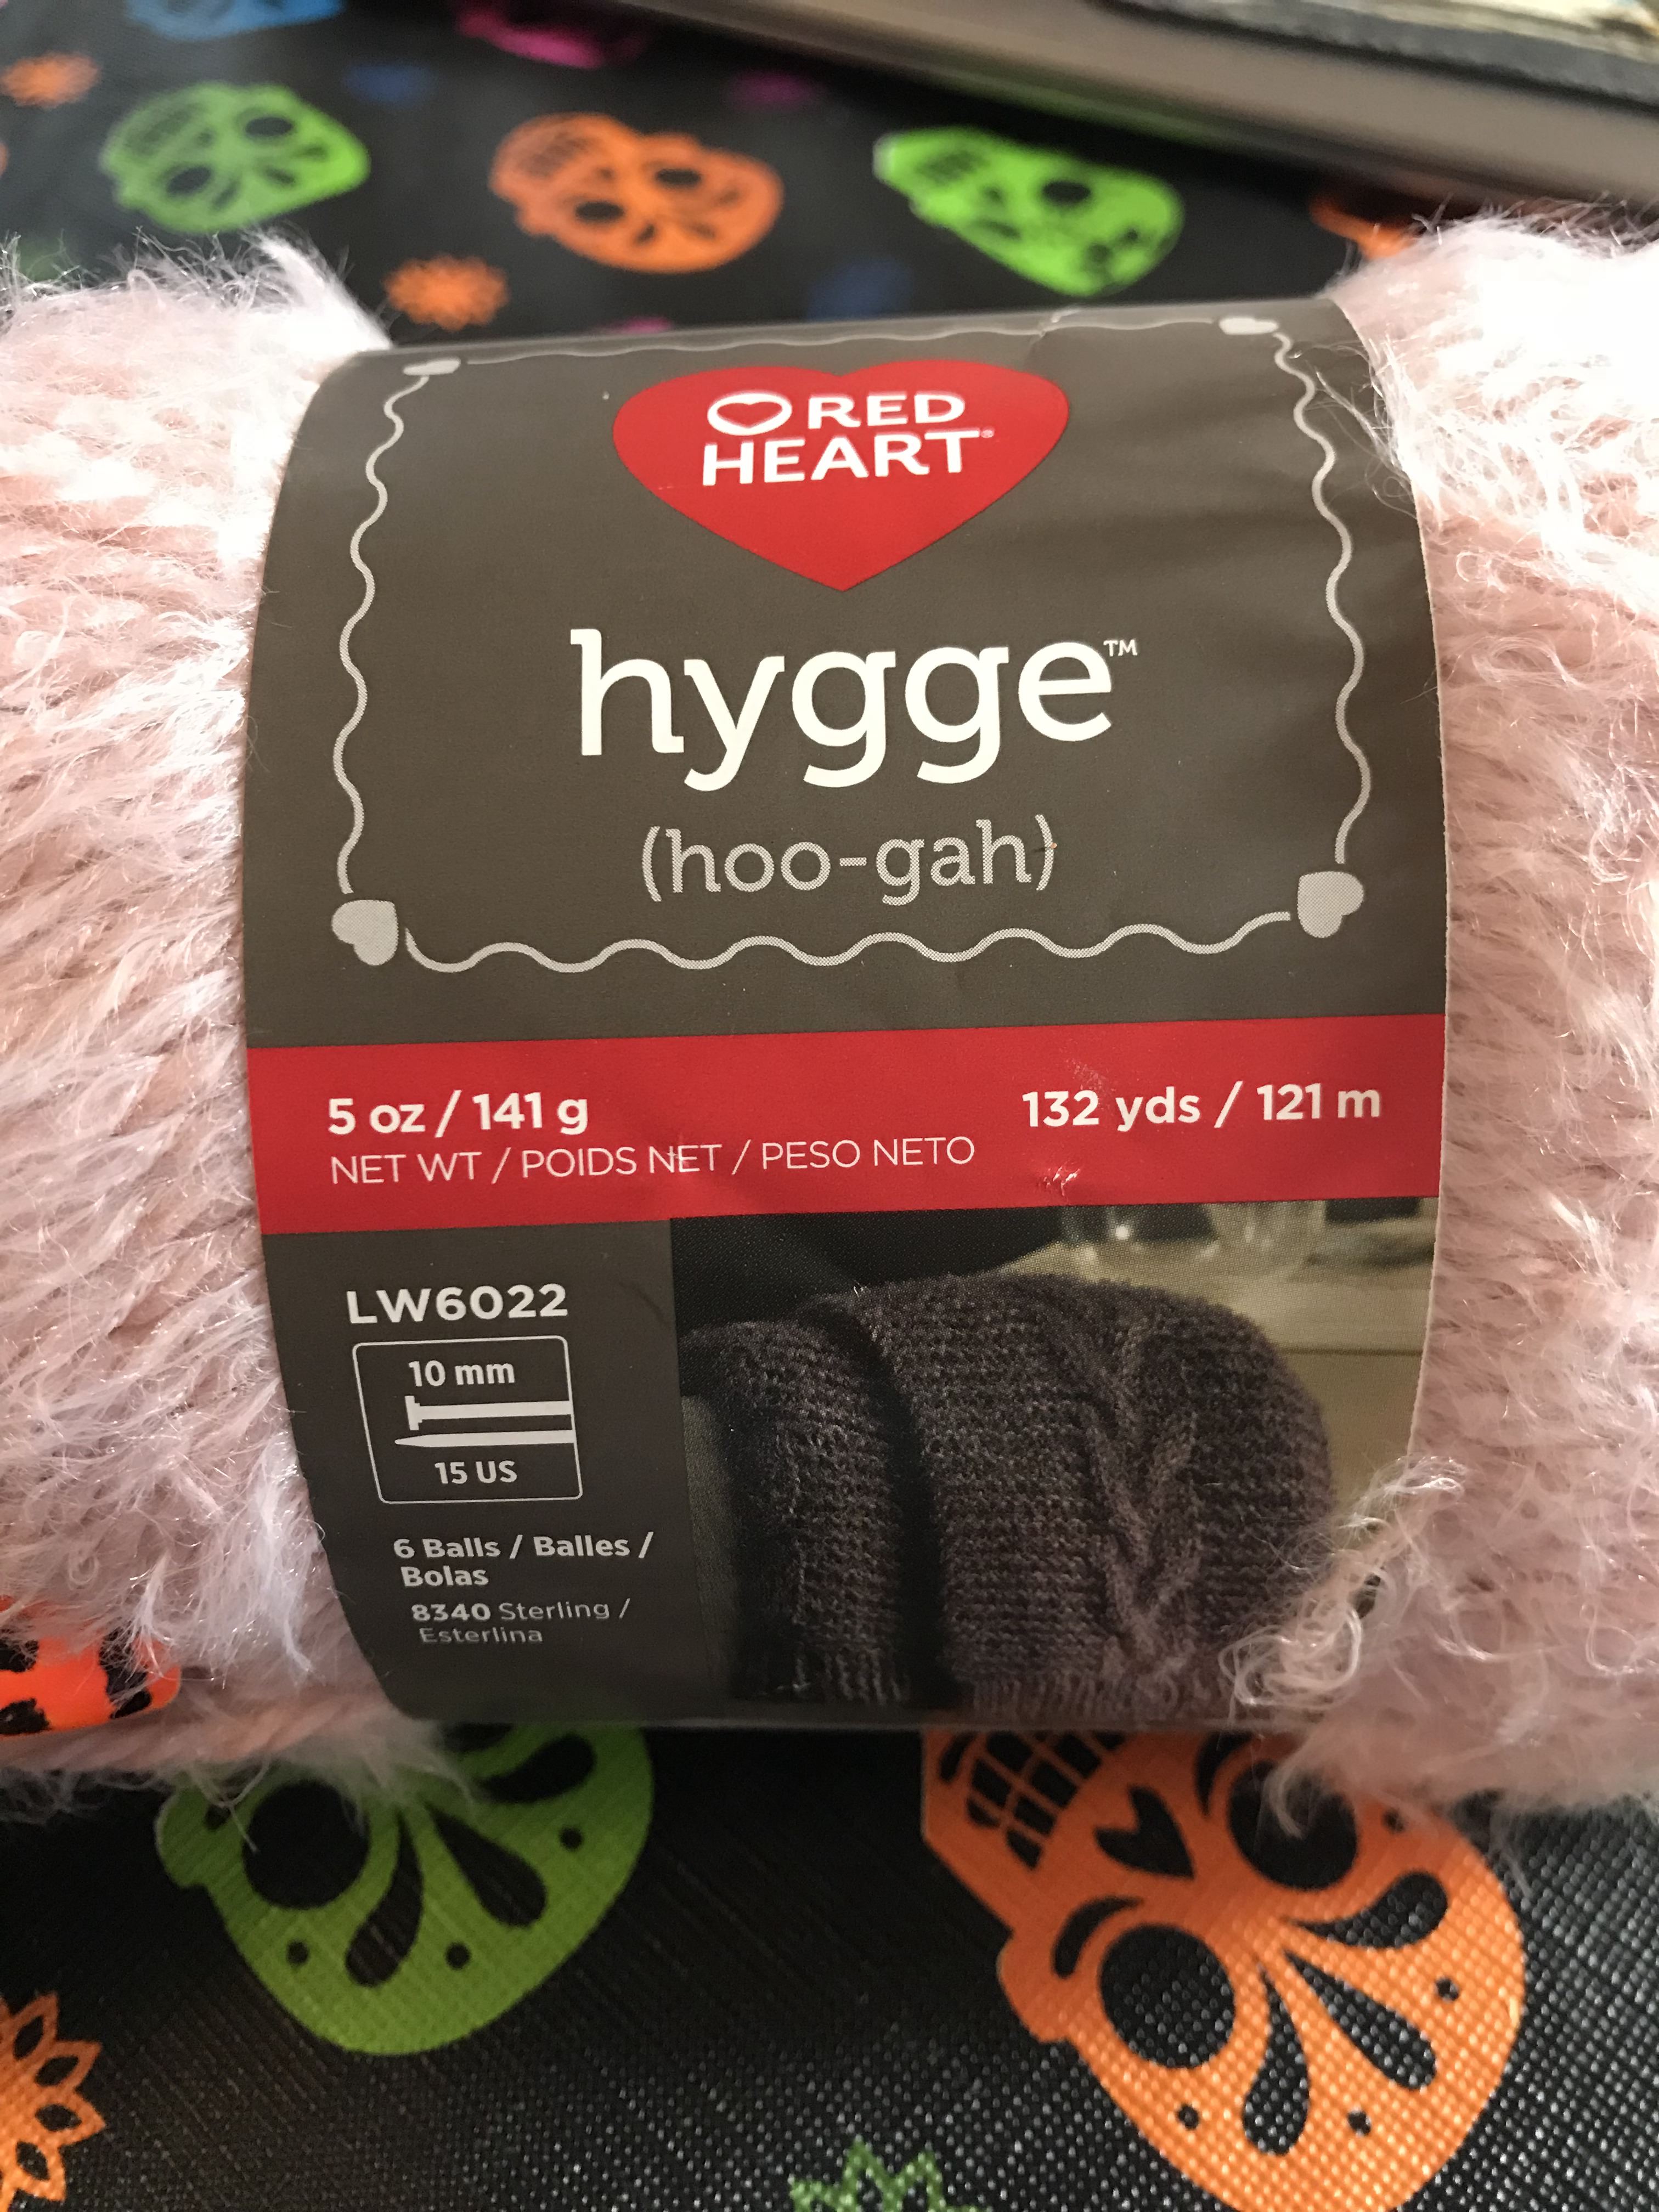 RED
HEART®
hygge™
(hoo-gah)
5 oz / 141 g
NET WT / POIDS NET / PESO NETO
132 yds / 121 m
LW6022
10 mm
15 US
6 Balls / Balles /
Bolas
8340 Sterling /
Esterlina